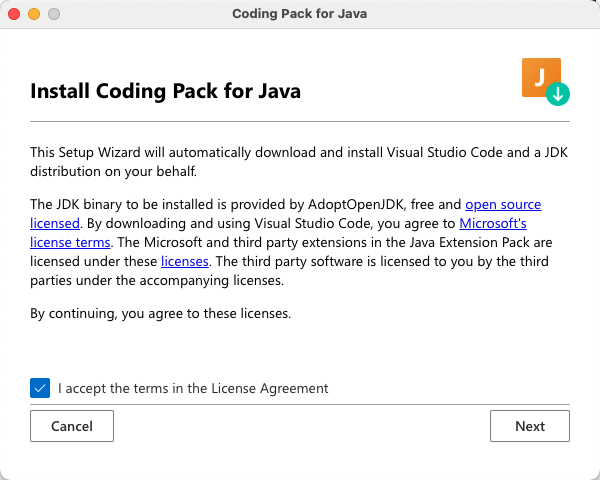 Coding Pack for Java
J
Install Coding Pack for Java
This Setup Wizard will automatically download and install Visual Studio Code and a JDK
distribution on your behalf.
The JDK binary to be installed is provided by AdoptOpenJDK, free and open source
licensed. By downloading and using Visual Studio Code, you agree to Microsoft's
license terms. The Microsoft and third party extensions in the Java Extension Pack are
licensed under these licenses. The third party software is licensed to you by the third
parties under the accompanying licenses.
By continuing, you agree to these licenses.
I accept the terms in the License Agreement
Cancel
Next